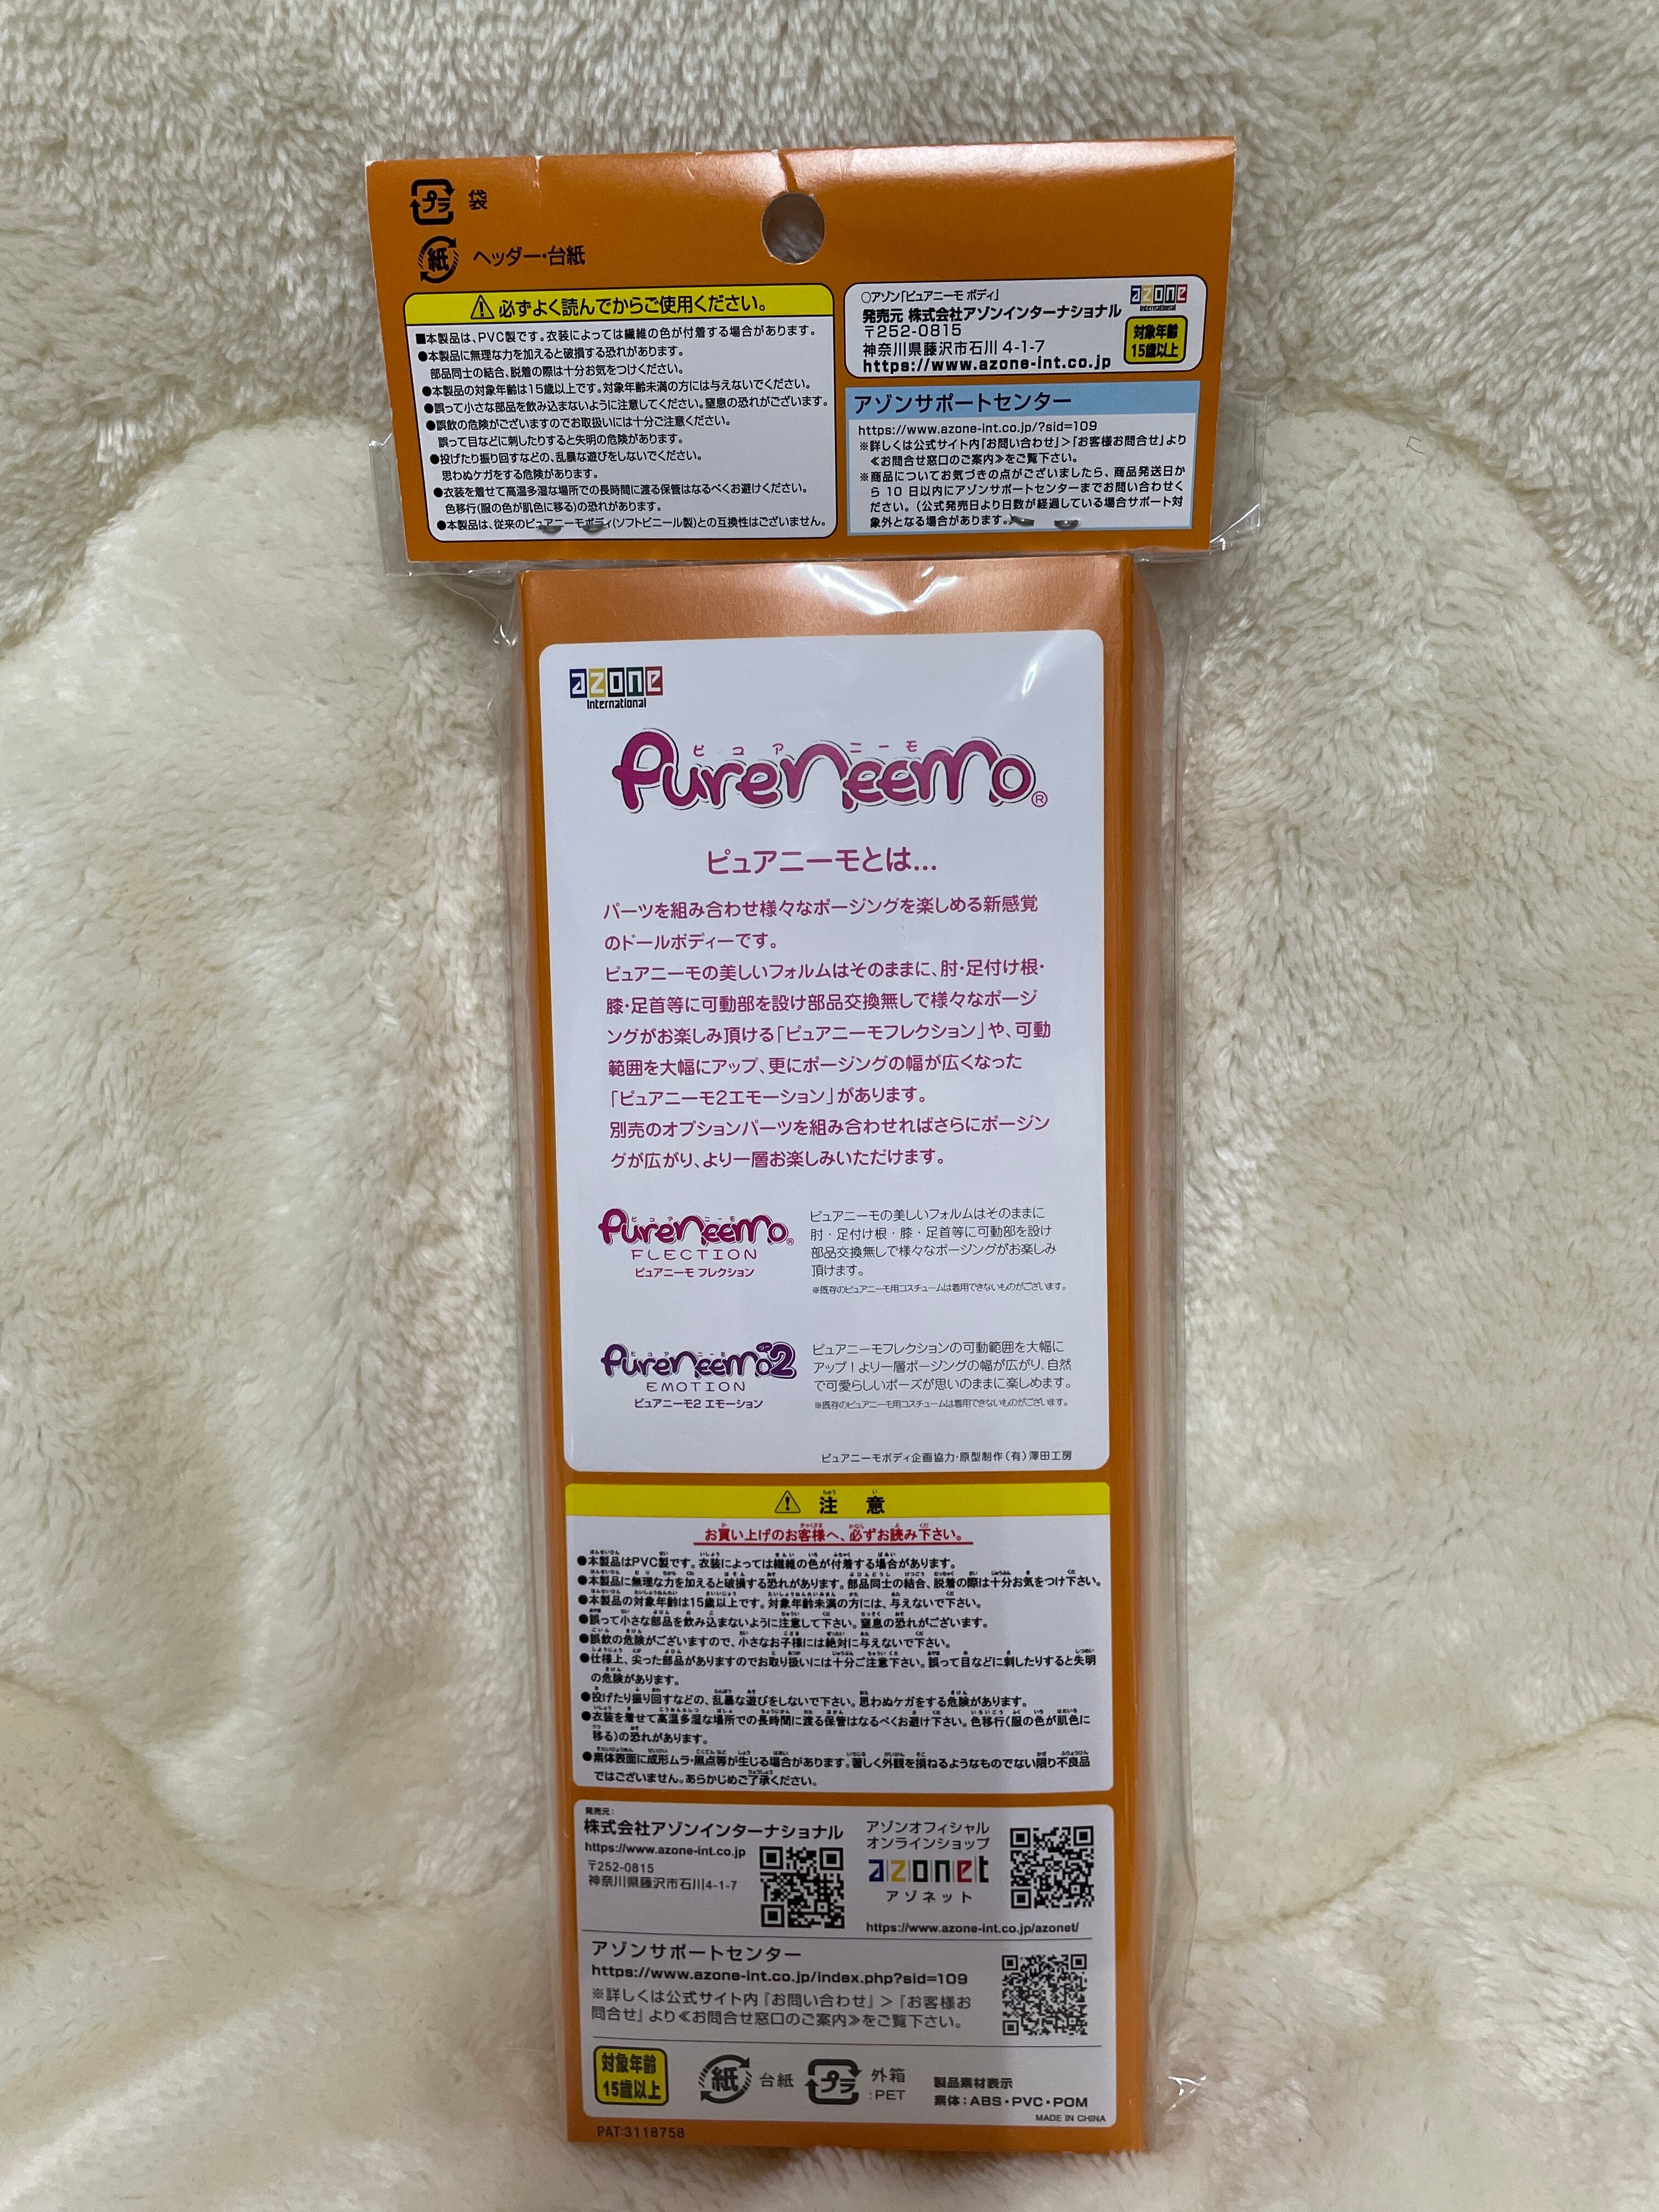 プラ 袋
紙 ヘッダー・台紙
必ずよく読んでからご使用ください。
■本製品は、PVC製です。衣装によっては繊維の色が付着する場合があります。
●本製品に無理な力を加えると破損する恐れがあります。
部品同士の結合、脱着の際は十分お気をつけください。
●本製品の対象年齢は15歳以上です。対象年齢未満の方には与えないでください。
●誤って小さな部品を飲み込まないように注意してください。窒息の恐れがございます。
●誤飲の危険がございますのでお取扱いには十分ご注意ください。
誤って目などに刺したりすると失明の危険があります。
●投げたり振り回すなどの、乱暴な遊びをしないでください。
思わぬケガをする危険があります。
●衣装を着せて高温多湿な場所での長時間に渡る保管はなるべくお避けください。
色移行(服の色が肌色に移る)の恐れがあります。
●本製品は、従来のピュアニーモボディ(ソフトビニール製)との互換性はございません。
○アゾン「ピュアニーモ ボディ」
発売元 株式会社アゾンインターナショナル
〒252-0815
神奈川県藤沢市石川 4-1-7
https://www.azone-int.co.jp
azone
International
対象年齢
15歳以上
アゾンサポートセンター
https://www.azone-int.co.jp/?sid=109
※詳しくは公式サイト内「お問い合わせ」>「お客様お問合せ」より
≪お問合せ窓口のご案内≫をご覧下さい。
※商品についてお気づきの点がございましたら、商品発送日か
ら 10 日以内にアゾンサポートセンターまでお問い合わせく
ださい。(公式発売日より日数が経過している場合サポート対
象外となる場合があります。)
azone
International
ピュアニーモ
PureNeemo®
ピュアニーモとは...
パーツを組み合わせ様々なポージングを楽しめる新感覚
のドールボディーです。
ピュアニーモの美しいフォルムはそのままに、肘・足付け根・
膝・足首等に可動部を設け部品交換無しで様々なポージ
ングがお楽しみ頂ける「ピュアニーモフレクション」や、可動
範囲を大幅にアップ、更にポージングの幅が広くなった
「ピュアニーモ2エモーション」があります。
別売のオプションパーツを組み合わせればさらにポージン
グが広がり、より一層お楽しみいただけます。
ピュアニーモ
PureNeemo®
FLECTION
ピュアニーモ フレクション
ピュアニーモの美しいフォルムはそのままに
肘・足付け根・膝・足首等に可動部を設け
部品交換無しで様々なポージングがお楽しみ
頂けます。
※既存のピュアニーモ用コスチュームは着用できないものがございます。
ピュアニーモ
PureNeemo2
EMOTION
ピュアニーモ2 エモーション
ピュアニーモフレクションの可動範囲を大幅に
アップ!より一層ポージングの幅が広がり、自然
で可愛らしいポーズが思いのままに楽しめます。
※既存のピュアニーモ用コスチュームは着用できないものがございます。
ピュアニーモボディ企画協力・原型制作(有)澤田工房
注意
お買い上げのお客様へ、必ずお読み下さい。
●本製品はPVC製です。衣装によっては繊維の色が付着する場合があります。
●本製品に無理な力を加えると破損する恐れがあります。部品同士の結合、脱着の際は十分お気をつけ下さい。
●本製品の対象年齢は15歳以上です。対象年齢未満の方には、与えないで下さい。
●誤って小さな部品を飲み込まないように注意して下さい。窒息の恐れがございます。
●誤飲の危険がございますので、小さなお子様には絶対に与えないで下さい。
●仕様上、尖った部品がありますのでお取り扱いには十分ご注意下さい。誤って目などに刺したりすると失明
の危険があります。
●投げたり振り回すなどの、乱暴な遊びをしないで下さい。思わぬケガをする危険があります。
●衣装を着せて高温多湿な場所での長時間に渡る保管はなるべくお避け下さい。色移行(服の色が肌色に
移る)の恐れがあります。
●素体表面に成形ムラ・黒点等が生じる場合があります。著しく外観を損ねるようなものでない限り不良品
ではございません。あらかじめご了承ください。
発売元:
株式会社アゾンインターナショナル
https://www.azone-int.co.jp
〒252-0815
神奈川県藤沢市石川4-1-7
アゾンオフィシャル
オンラインショップ
azonet
アゾネット
https://www.azone-int.co.jp/azonet/
アゾンサポートセンター
https://www.azone-int.co.jp/index.php?sid=109
※詳しくは公式サイト内『お問い合わせ』>『お客様お
問合せ』より≪お問合せ窓口のご案内≫をご覧下さい。
対象年齢
15歳以上
紙 台紙
プラ 外箱
:PET
製品素材表示
素体:ABS・PVC・POM
MADE IN CHINA
PAT:3118758